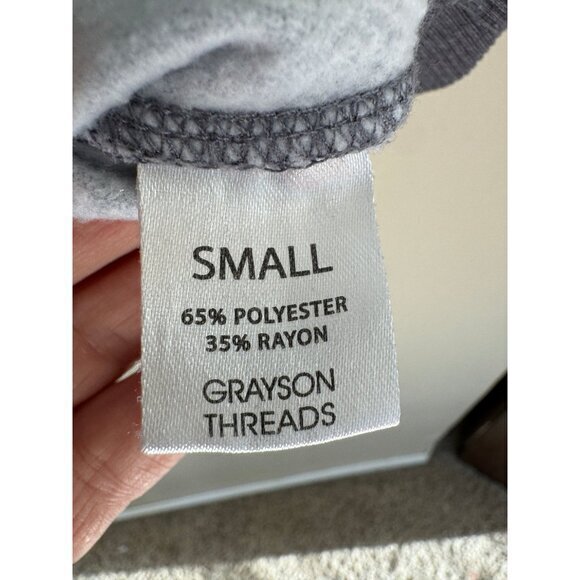 SMALL
65% POLYESTER
35% RAYON
GRAYSON
THREADS